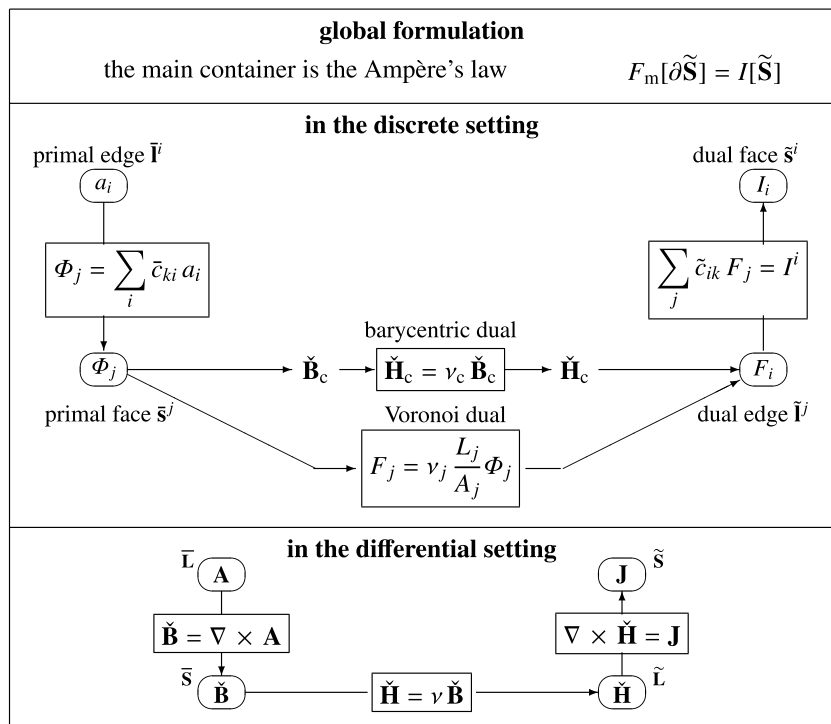 global formulation
the main container is the Ampère's law F_m[∂S̃] = I[S̃]
in the discrete setting
primal edge l̄^i dual face s̃^i
a_i I_i
Φ_j = ∑_i c̄_ki a_i ∑_j c̃_ik F_j = I^i
barycentric dual
Φ_j B̌_c Ȟ_c = ν_c B̌_c Ȟ_c F_i
primal face s̄^j Voronoi dual dual edge l̃^j
F_j = ν_j L_j/A_j Φ_j
in the differential setting
L̄ A J S̃
B̌ = ∇ × A ∇ × Ȟ = J
S̄ B̌ Ȟ = ν B̌ Ȟ L̃